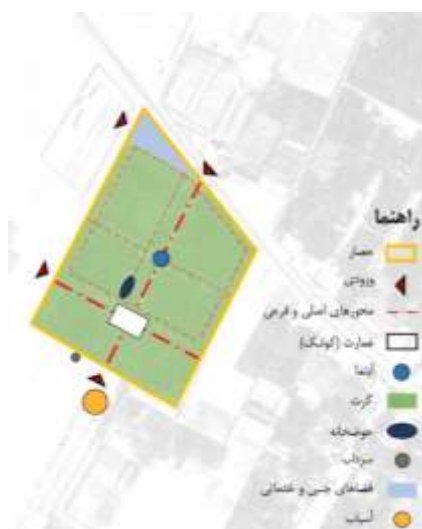 راهنما
حصار
ورودی
محورهای اصلی و فرعی
عمارت (کوشک)
آبنما
کرت
حوضخانه
سرداب
فضاهای جنبی و خدماتی
آسیاب